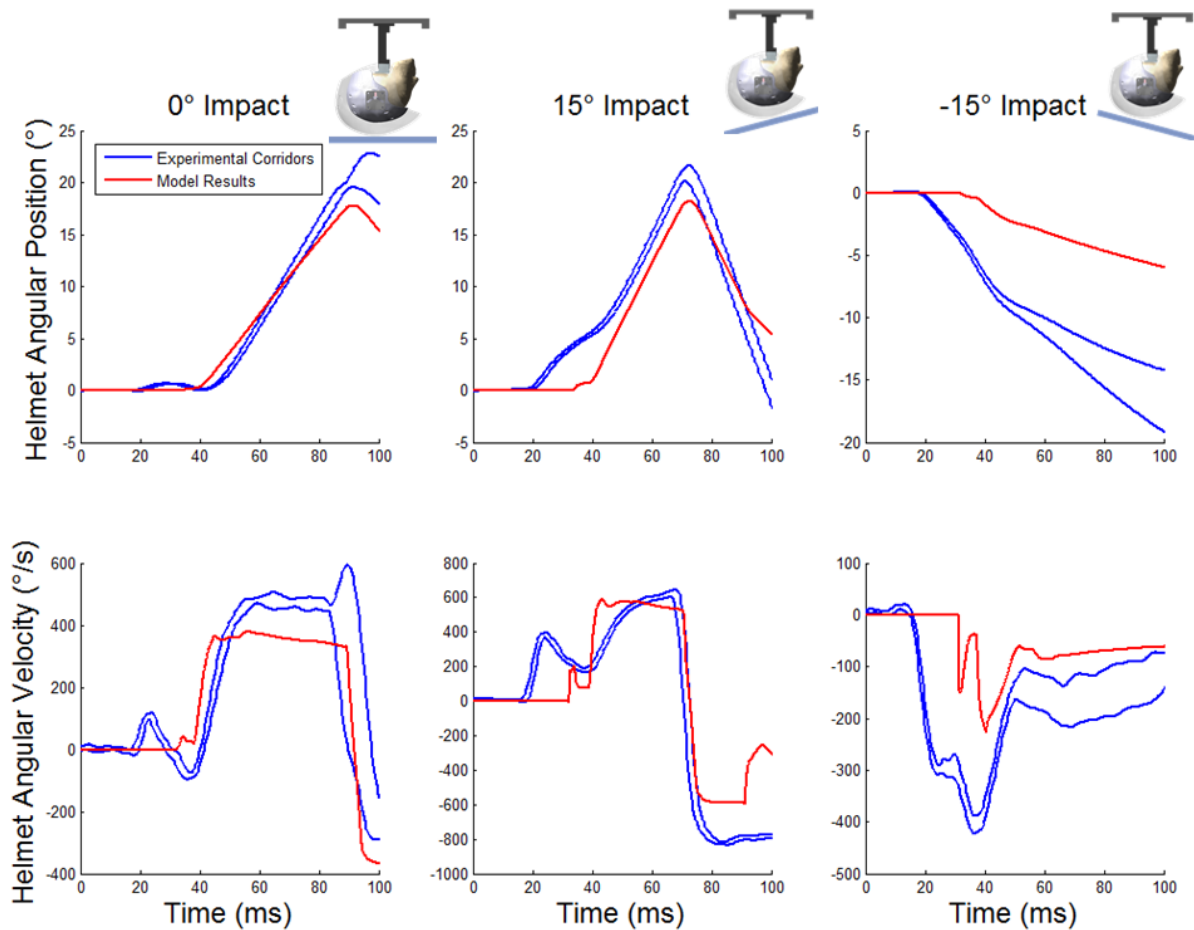 0° Impact
15° Impact
-15° Impact
Helmet Angular Position (°)
25
20
15
10
5
0
-5
0 20 40 60 80 100
Experimental Corridors
Model Results
25
20
15
10
5
0
-5
0 20 40 60 80 100
5
0
-5
-10
-15
-20
0 20 40 60 80 100
Helmet Angular Velocity (°/s)
600
400
200
0
-200
-400
0 20 40 60 80 100
Time (ms)
800
600
400
200
0
-200
-400
-600
-800
-1000
0 20 40 60 80 100
Time (ms)
100
0
-100
-200
-300
-400
-500
0 20 40 60 80 100
Time (ms)